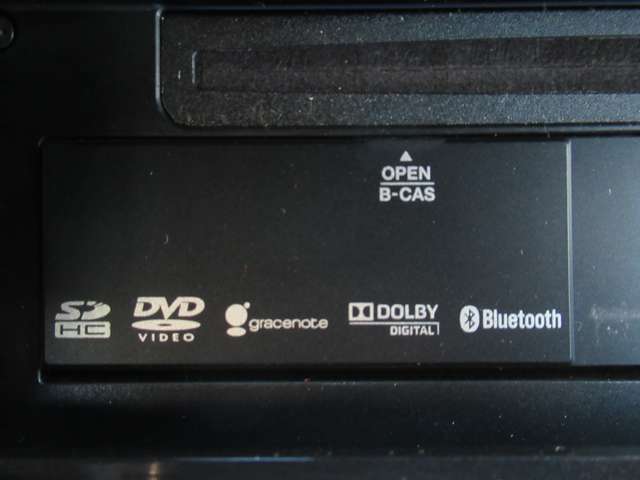 OPEN
B-CAS
SD HC
DVD VIDEO
gracenote
DOLBY DIGITAL
Bluetooth